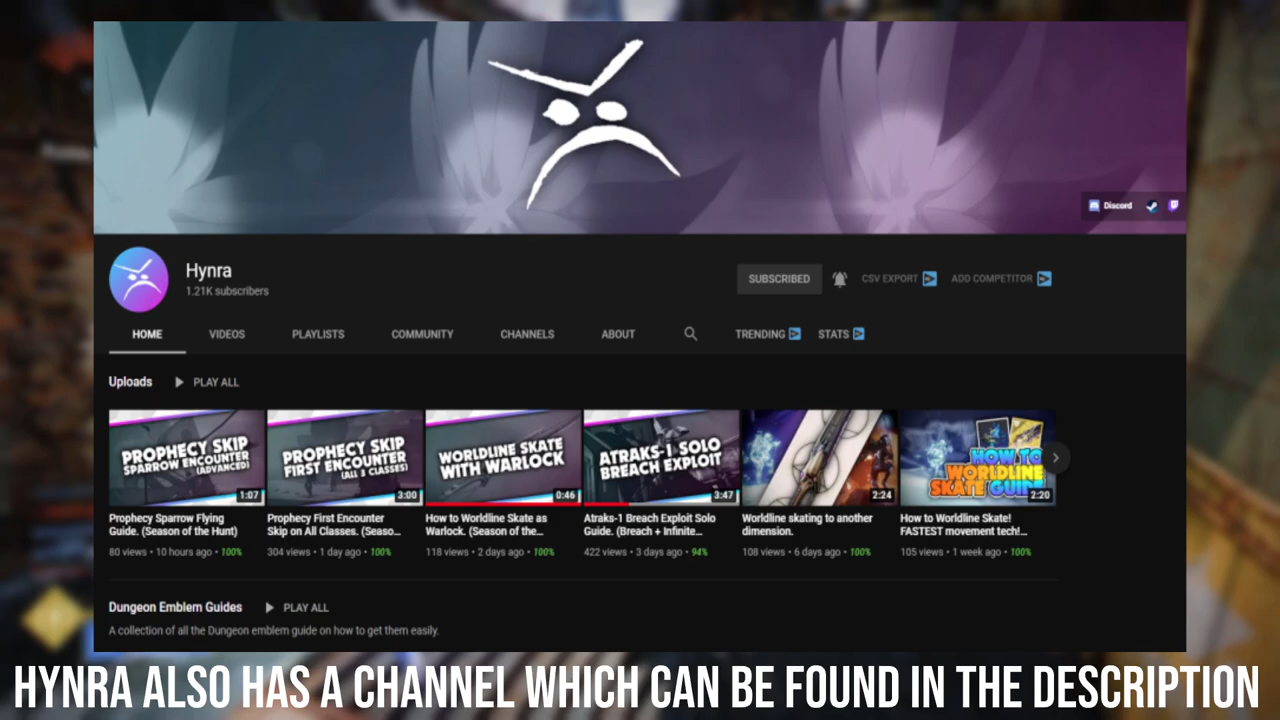 Discord
Hynra
1.21K subscribers
SUBSCRIBED
CSV EXPORT
ADD COMPETITOR
HOME
VIDEOS
PLAYLISTS
COMMUNITY
CHANNELS
ABOUT
TRENDING
STATS
Uploads
PLAY ALL
PROPHECY SKIP
SPARROW ENCOUNTER
(ADVANCED)
1:07
PROPHECY SKIP
FIRST ENCOUNTER
(ALL 3 CLASSES)
3:00
WORLDLINE SKATE
WITH WARLOCK
0:46
ATRAKS-1 SOLO
BREACH EXPLOIT
3:47
2:24
HOW TO
WORLDLINE
SKATE GUIDE
2:20
Prophecy Sparrow Flying
Guide. (Season of the Hunt)
80 views • 10 hours ago • 100%
Prophecy First Encounter
Skip on All Classes. (Seaso...
304 views • 1 day ago • 100%
How to Worldline Skate as
Warlock. (Season of the...
118 views • 2 days ago • 100%
Atraks-1 Breach Exploit Solo
Guide. (Breach + Infinite...
422 views • 3 days ago • 94%
Worldline skating to another
dimension.
108 views • 6 days ago • 100%
How to Worldline Skate!
FASTEST movement tech!...
105 views • 1 week ago • 100%
Dungeon Emblem Guides
PLAY ALL
A collection of all the Dungeon emblem guide on how to get them easily.
HYNRA ALSO HAS A CHANNEL WHICH CAN BE FOUND IN THE DESCRIPTION